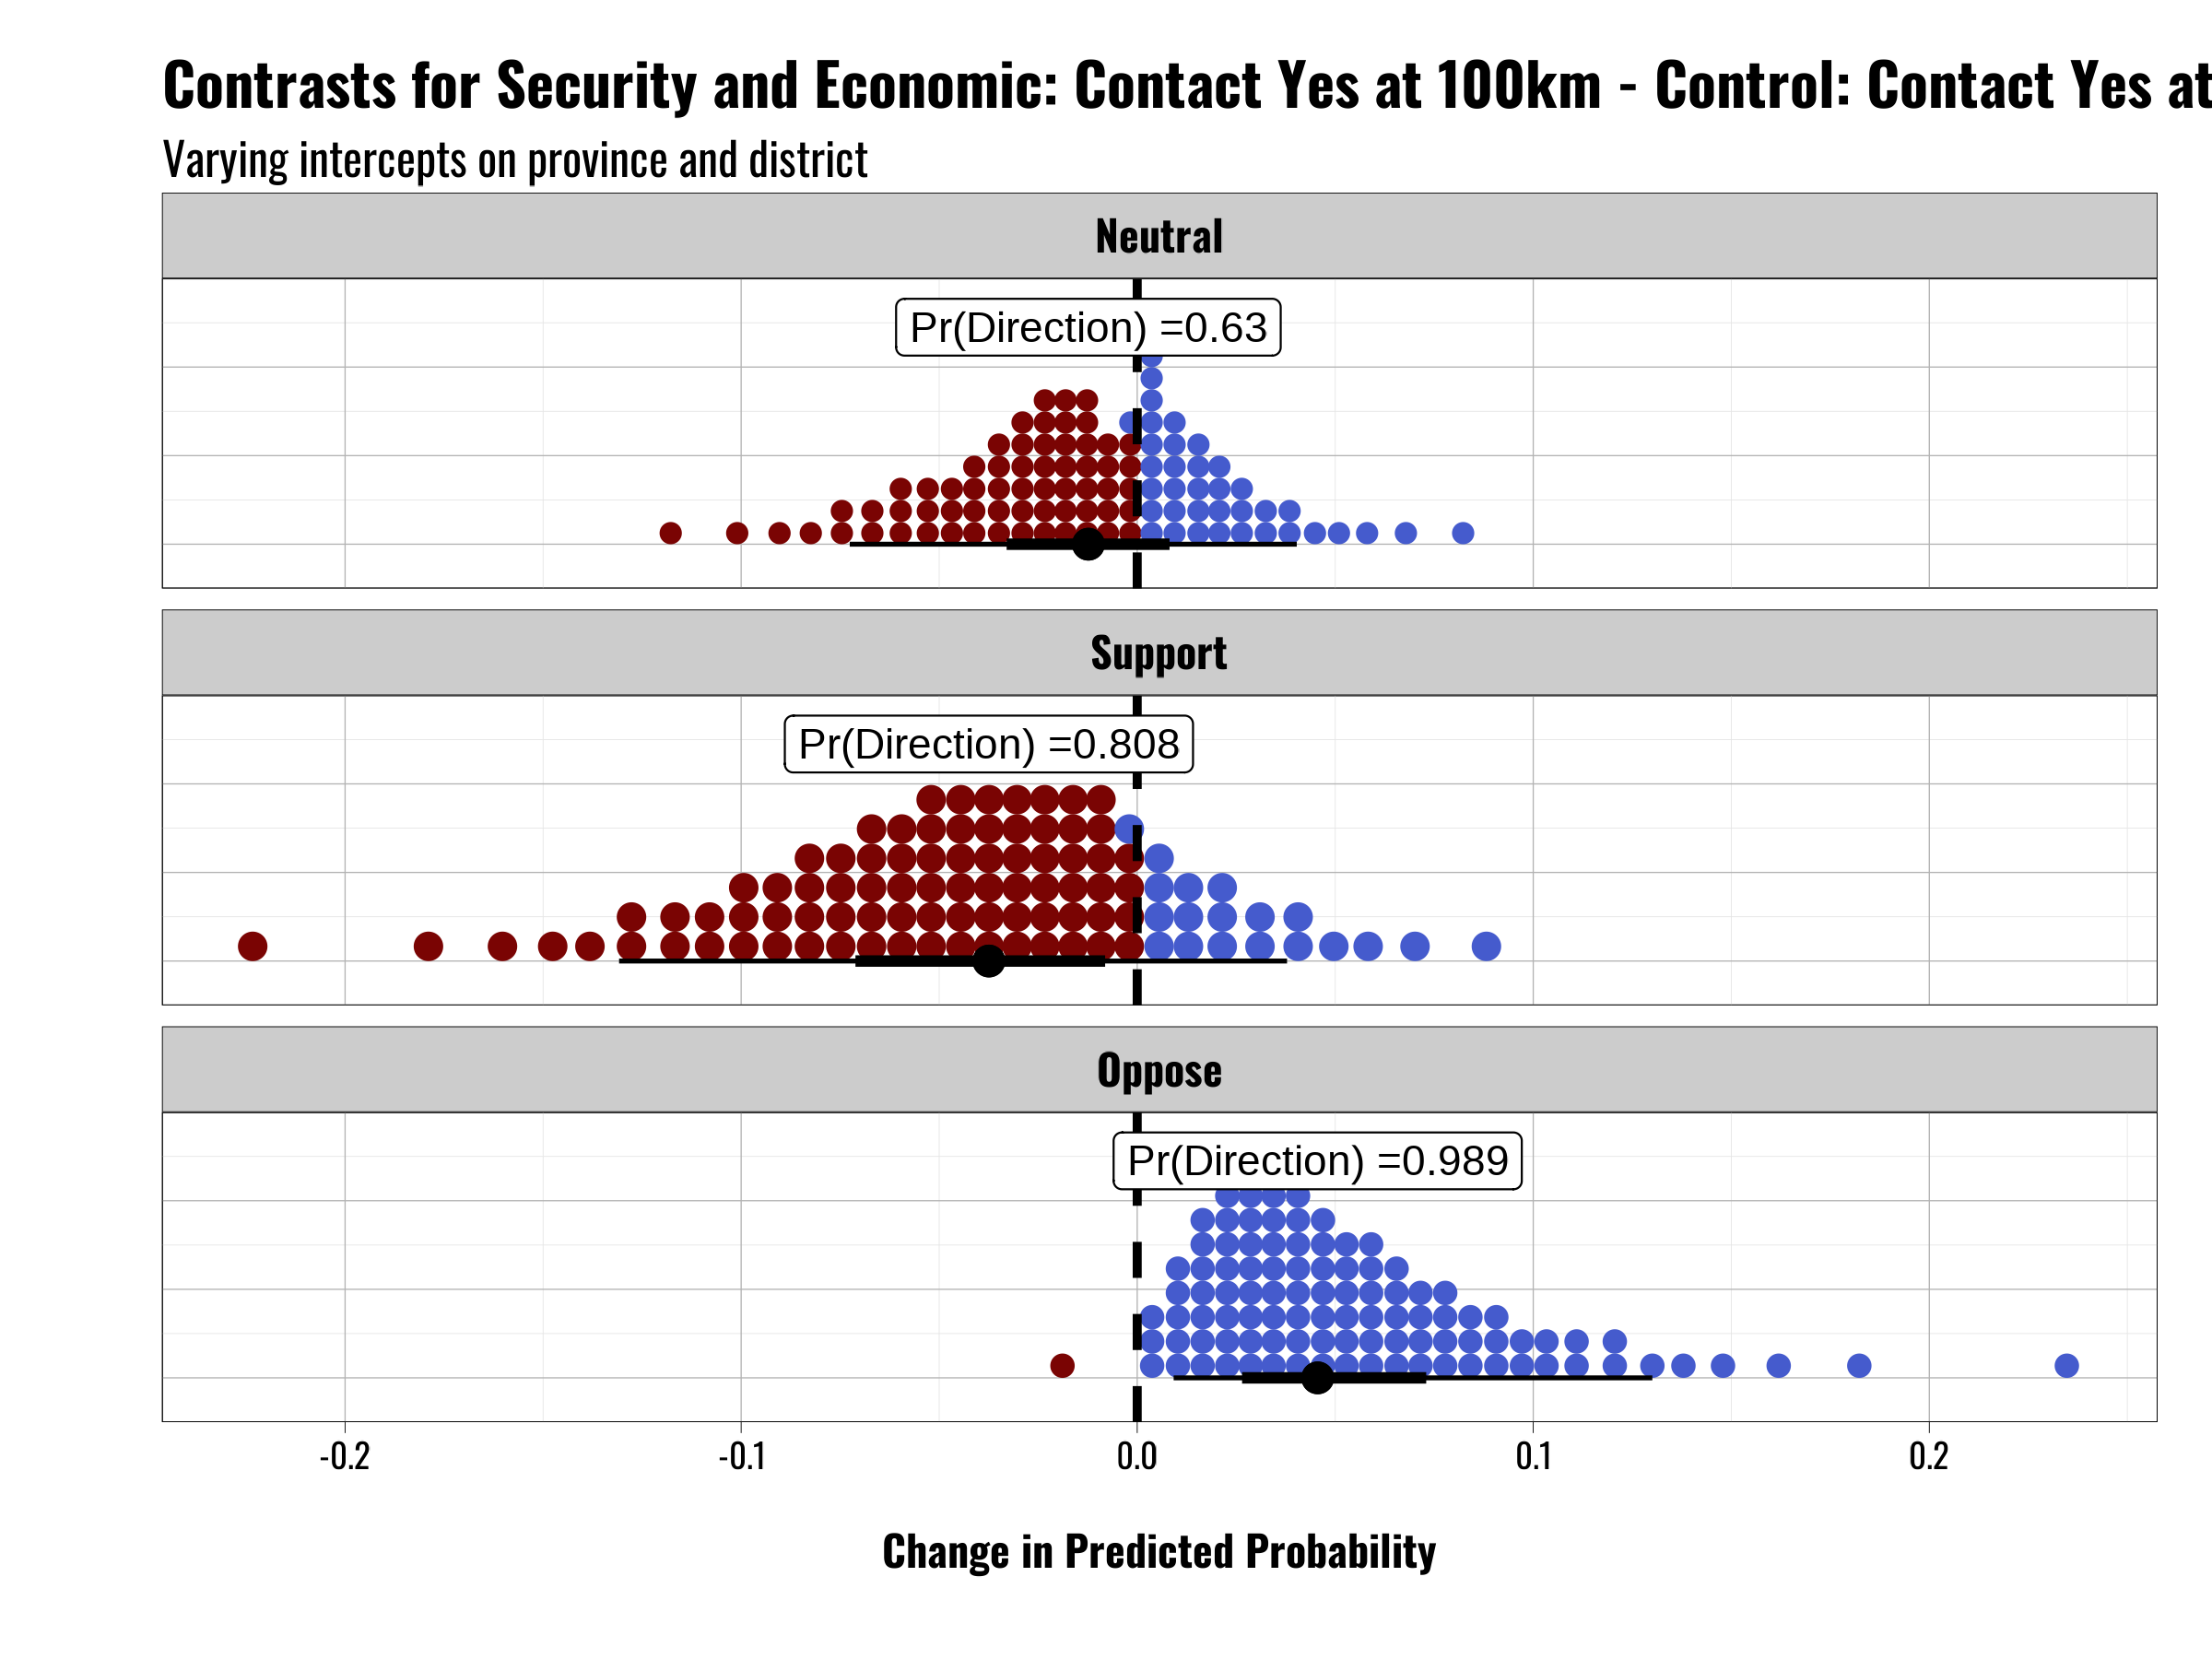 Contrasts for Security and Economic: Contact Yes at 100km - Control: Contact Yes at
Varying intercepts on province and district
Neutral
Pr(Direction) =0.63
Support
Pr(Direction) =0.808
Oppose
Pr(Direction) =0.989
-0.2 -0.1 0.0 0.1 0.2
Change in Predicted Probability